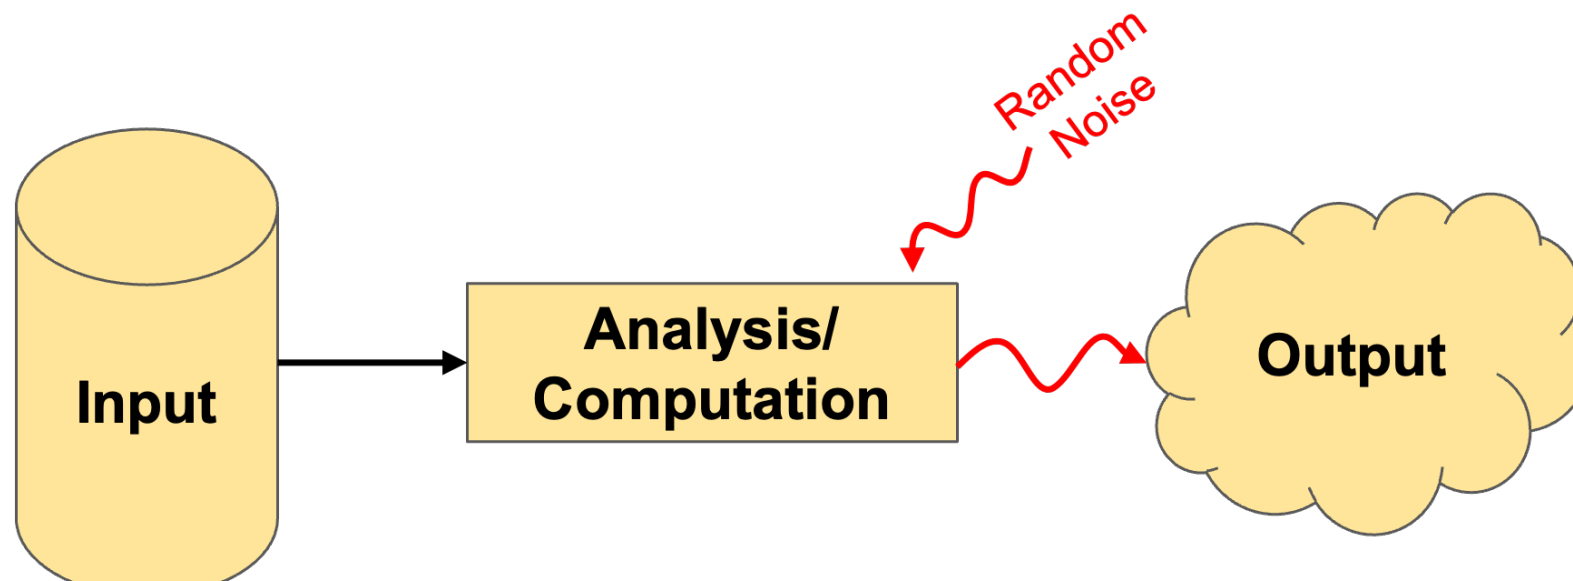 Random
Noise
Input
Analysis/
Computation
Output